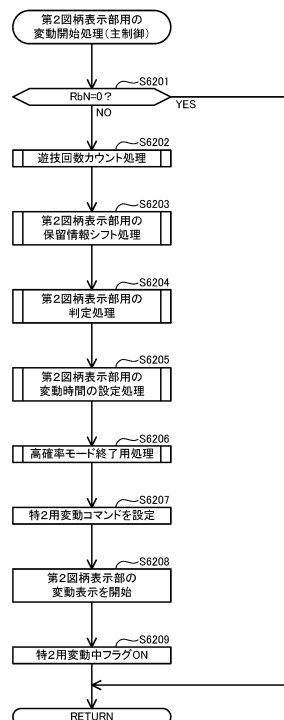 第2図柄表示部用の
変動開始処理(主制御)
S6201
RbN=0?
YES
NO
S6202
遊技回数カウント処理
S6203
第2図柄表示部用の
保留情報シフト処理
S6204
第2図柄表示部用の
判定処理
S6205
第2図柄表示部用の
変動時間の設定処理
S6206
高確率モード終了用処理
S6207
特2用変動コマンドを設定
S6208
第2図柄表示部の
変動表示を開始
S6209
特2用変動中フラグON
RETURN